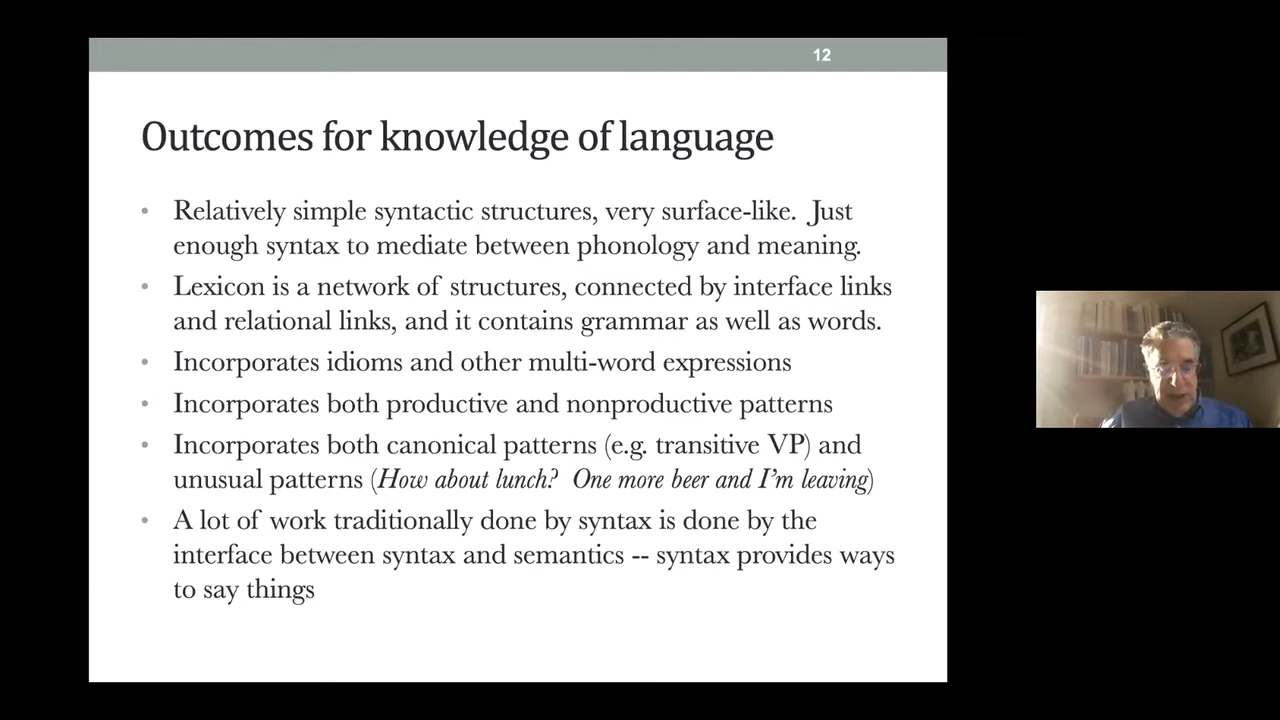 12
Outcomes for knowledge of language
• Relatively simple syntactic structures, very surface-like.  Just
enough syntax to mediate between phonology and meaning.
• Lexicon is a network of structures, connected by interface links
and relational links, and it contains grammar as well as words.
• Incorporates idioms and other multi-word expressions
• Incorporates both productive and nonproductive patterns
• Incorporates both canonical patterns (e.g. transitive VP) and
unusual patterns (How about lunch?  One more beer and I'm leaving)
• A lot of work traditionally done by syntax is done by the
interface between syntax and semantics -- syntax provides ways
to say things